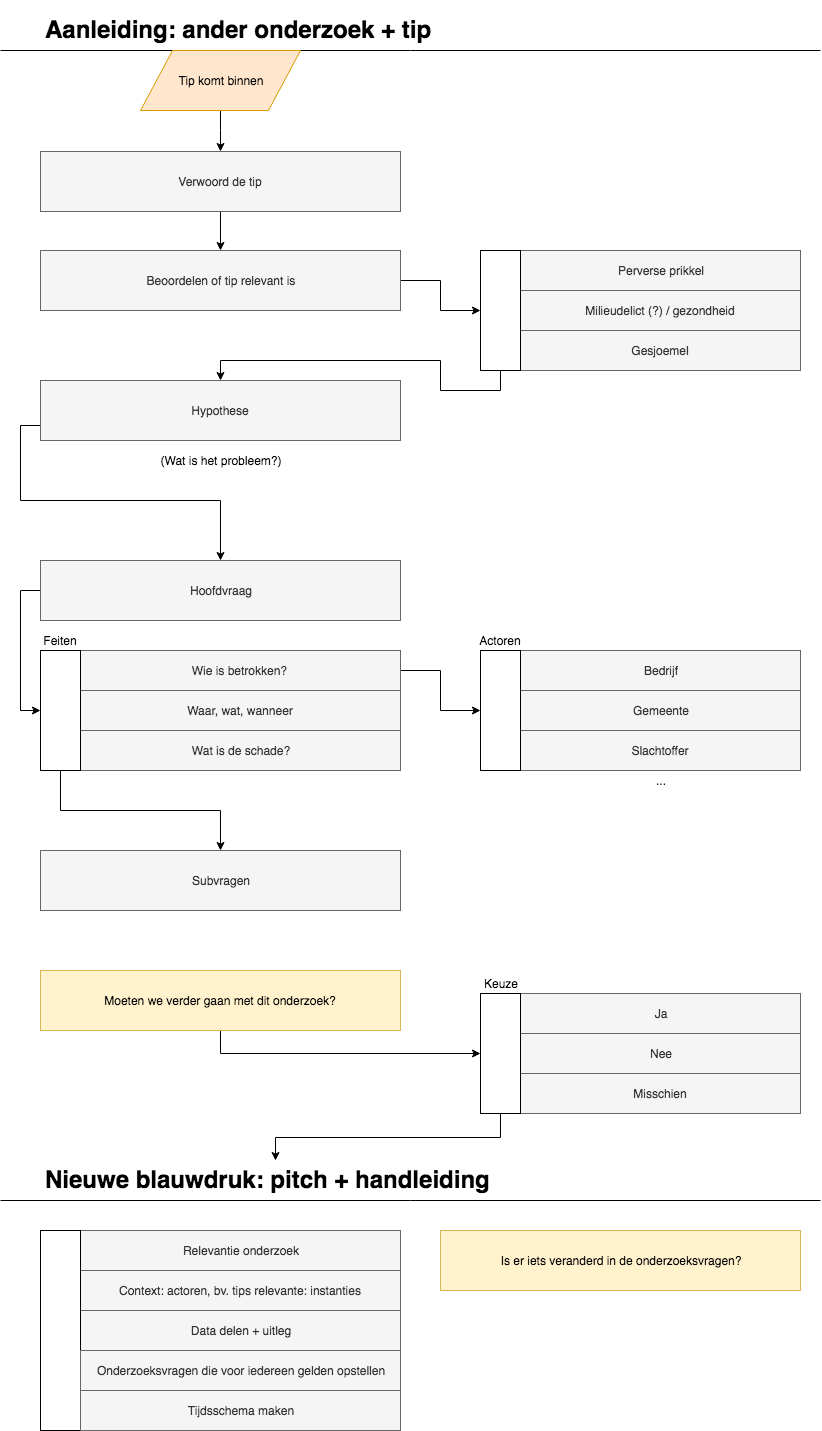 Aanleiding: ander onderzoek + tip
Tip komt binnen
Verwoord de tip
Beoordelen of tip relevant is
Perverse prikkel
Milieudelict (?) / gezondheid
Gesjoemel
Hypothese
(Wat is het probleem?)
Hoofdvraag
Feiten
Wie is betrokken?
Waar, wat, wanneer
Wat is de schade?
Actoren
Bedrijf
Gemeente
Slachtoffer
...
Subvragen
Moeten we verder gaan met dit onderzoek?
Keuze
Ja
Nee
Misschien
Nieuwe blauwdruk: pitch + handleiding
Relevantie onderzoek
Context: actoren, bv. tips relevante: instanties
Data delen + uitleg
Onderzoeksvragen die voor iedereen gelden opstellen
Tijdsschema maken
Is er iets veranderd in de onderzoeksvragen?